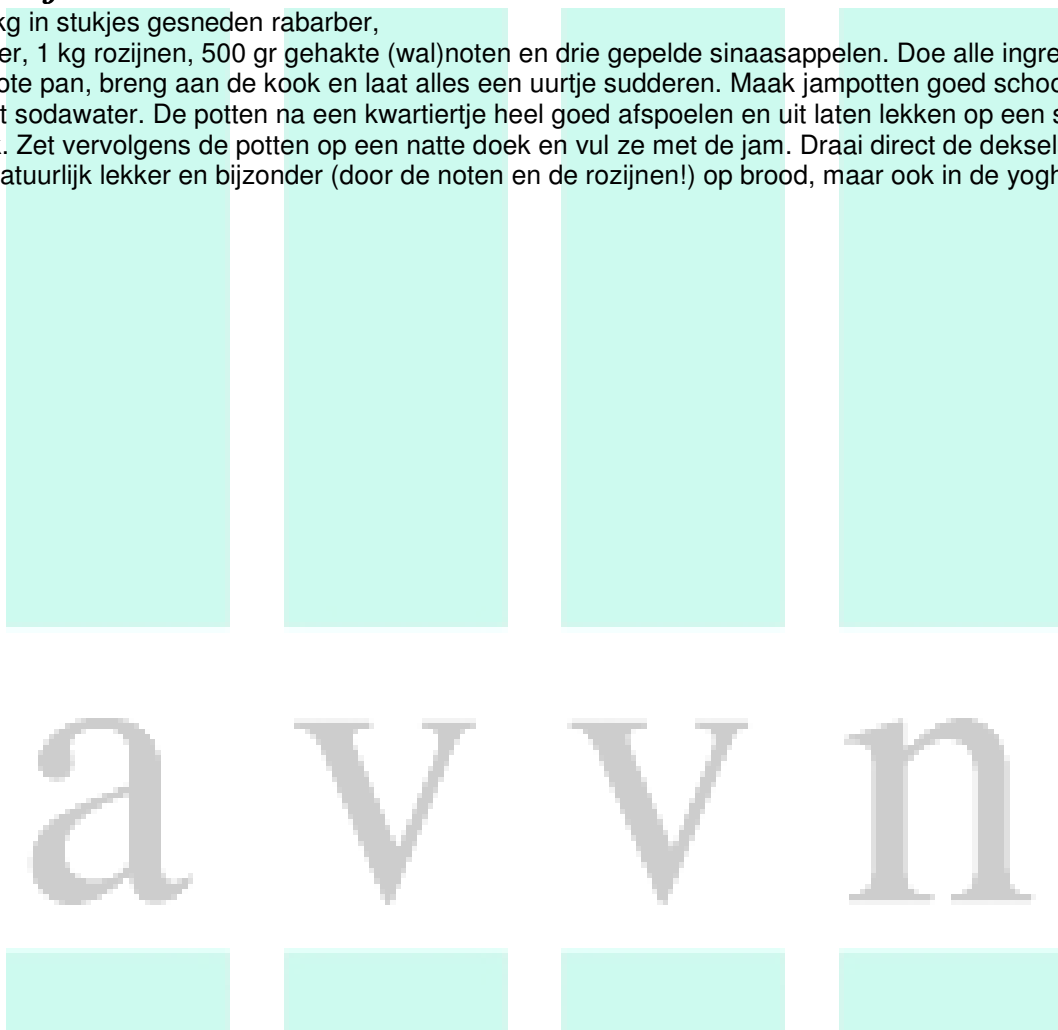 kg in stukjes gesneden rabarber,
er, 1 kg rozijnen, 500 gr gehakte (wal)noten en drie gepelde sinaasappelen. Doe alle ingre
ote pan, breng aan de kook en laat alles een uurtje sudderen. Maak jampotten goed schoo
t sodawater. De potten na een kwartiertje heel goed afspoelen en uit laten lekken op een s
. Zet vervolgens de potten op een natte doek en vul ze met de jam. Draai direct de deksel
atuurlijk lekker en bijzonder (door de noten en de rozijnen!) op brood, maar ook in de yogh
a v v n